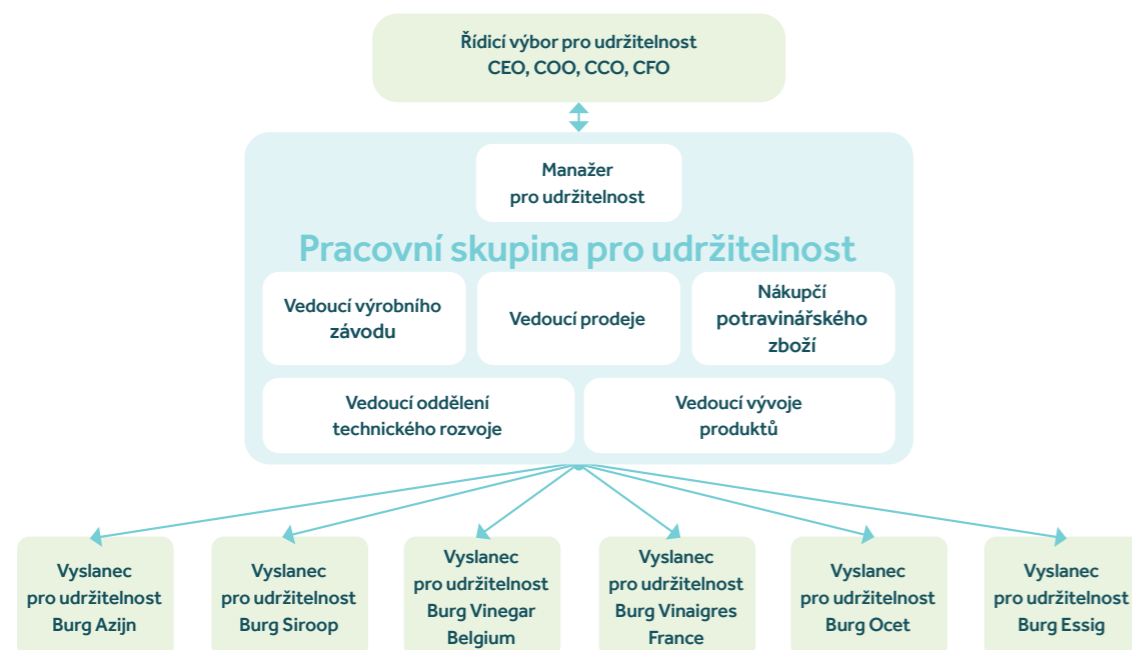 Řídicí výbor pro udržitelnost
CEO, COO, CCO, CFO
Manažer
pro udržitelnost
Pracovní skupina pro udržitelnost
Vedoucí výrobního
závodu
Vedoucí prodeje
Nákupčí
potravinářského
zboží
Vedoucí oddělení
technického rozvoje
Vedoucí vývoje
produktů
Vyslanec
pro udržitelnost
Burg Azijn
Vyslanec
pro udržitelnost
Burg Siroop
Vyslanec
pro udržitelnost
Burg Vinegar
Belgium
Vyslanec
pro udržitelnost
Burg Vinaigres
France
Vyslanec
pro udržitelnost
Burg Ocet
Vyslanec
pro udržitelnost
Burg Essig